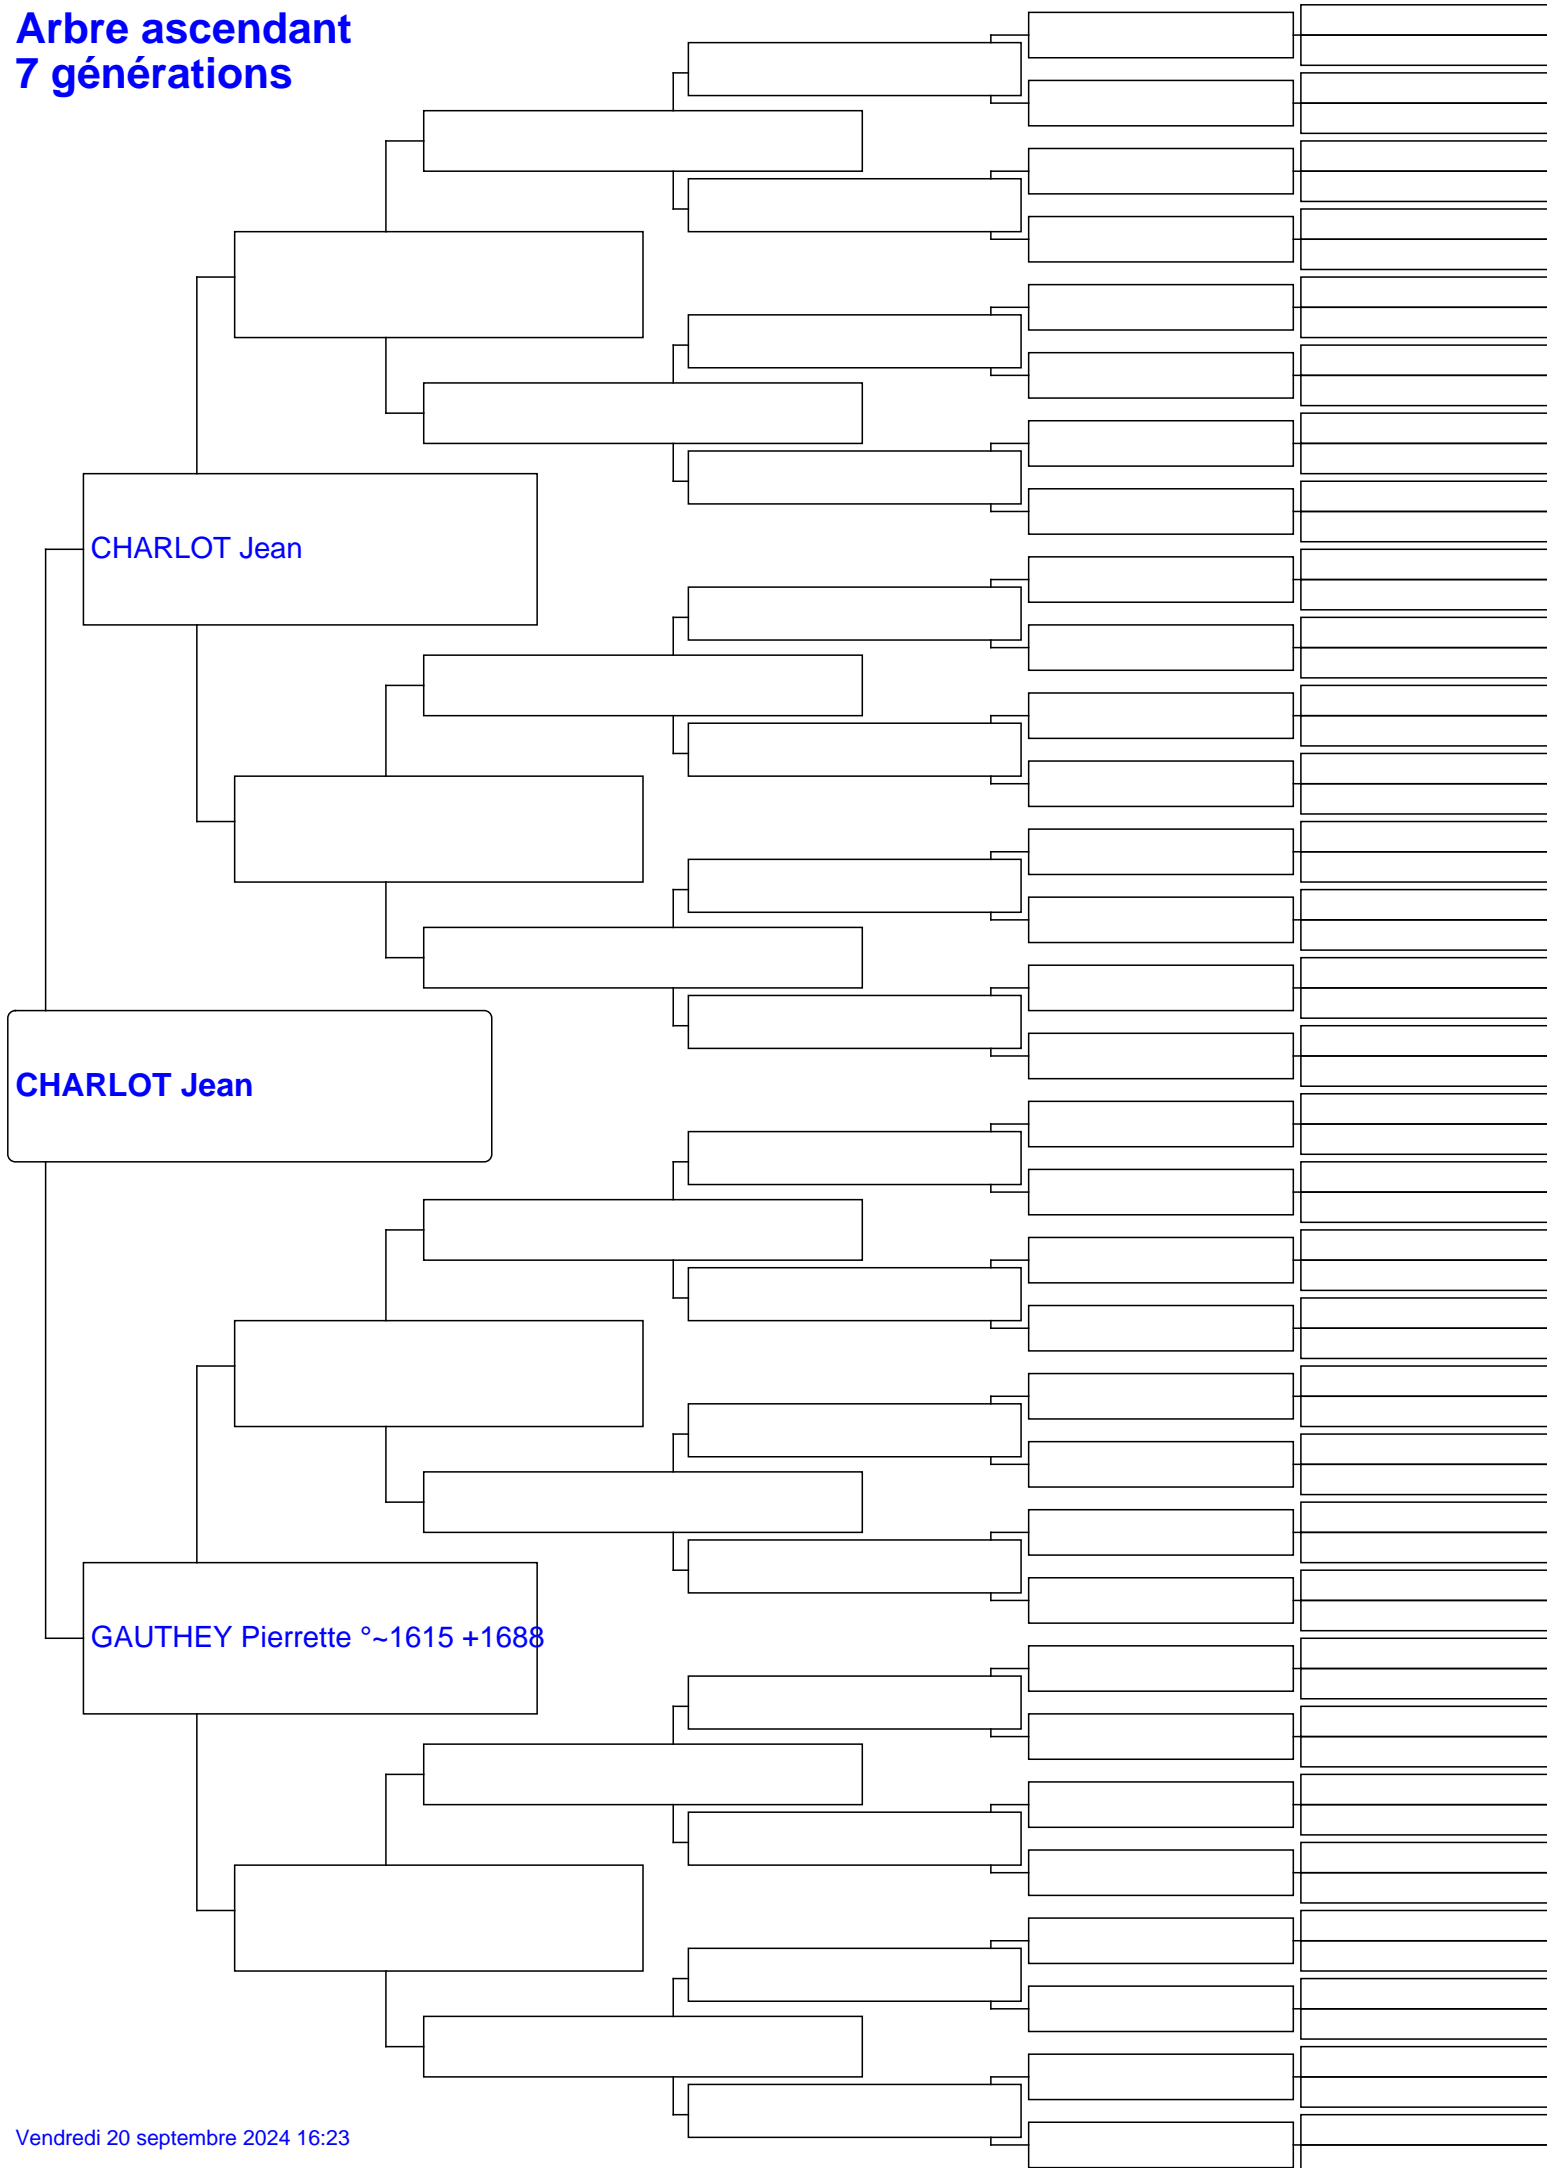 Arbre ascendant
7 générations
CHARLOT Jean
CHARLOT Jean
GAUTHEY Pierrette °~1615 +1688
Vendredi 20 septembre 2024 16:23